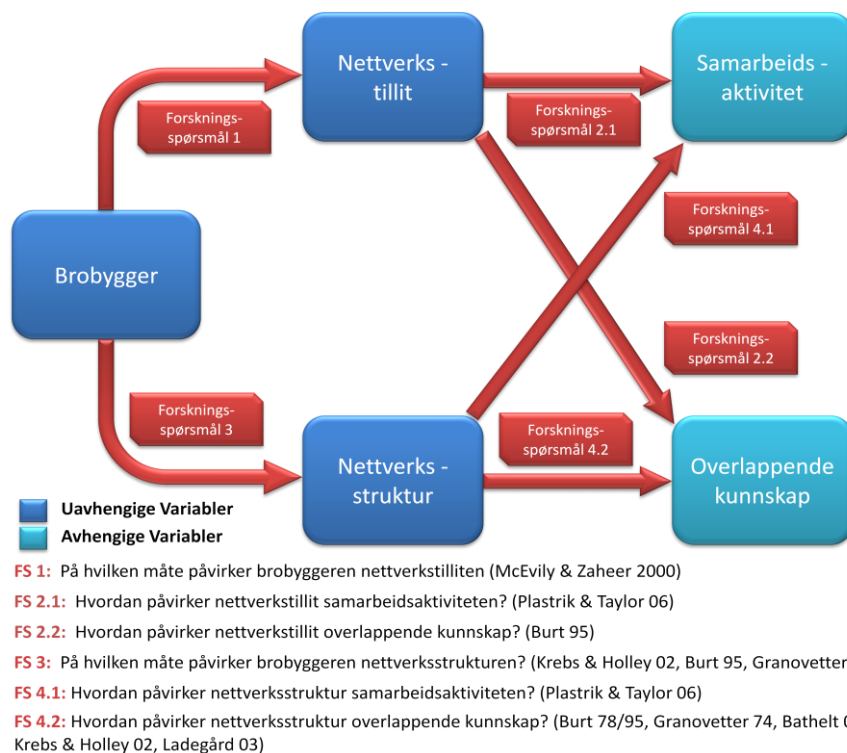 Nettverks -
tillit
Samarbeids -
aktivitet
Forsknings-
spørsmål 1
Forsknings-
spørsmål 2.1
Brobygger
Forsknings-
spørsmål 4.1
Forsknings-
spørsmål 2.2
Forsknings-
spørsmål 3
Forsknings-
spørsmål 4.2
Nettverks -
struktur
Overlappende
kunnskap
Uavhengige Variabler
Avhengige Variabler
FS 1: På hvilken måte påvirker brobyggeren nettverkstilliten (McEvily & Zaheer 2000)
FS 2.1: Hvordan påvirker nettverkstillit samarbeidsaktiviteten? (Plastrik & Taylor 06)
FS 2.2: Hvordan påvirker nettverkstillit overlappende kunnskap? (Burt 95)
FS 3: På hvilken måte påvirker brobyggeren nettverksstrukturen? (Krebs & Holley 02, Burt 95, Granovetter
FS 4.1: Hvordan påvirker nettverksstruktur samarbeidsaktiviteten? (Plastrik & Taylor 06)
FS 4.2: Hvordan påvirker nettverksstruktur overlappende kunnskap? (Burt 78/95, Granovetter 74, Bathelt
Krebs & Holley 02, Ladegård 03)